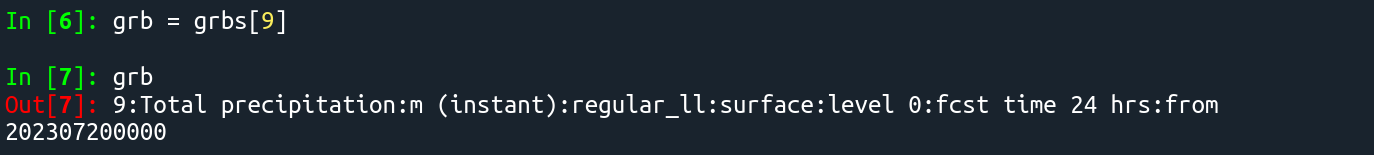 In [6]: grb = grbs[9]
In [7]: grb
Out[7]: 9:Total precipitation:m (instant):regular_ll:surface:level 0:fcst time 24 hrs:from
202307200000